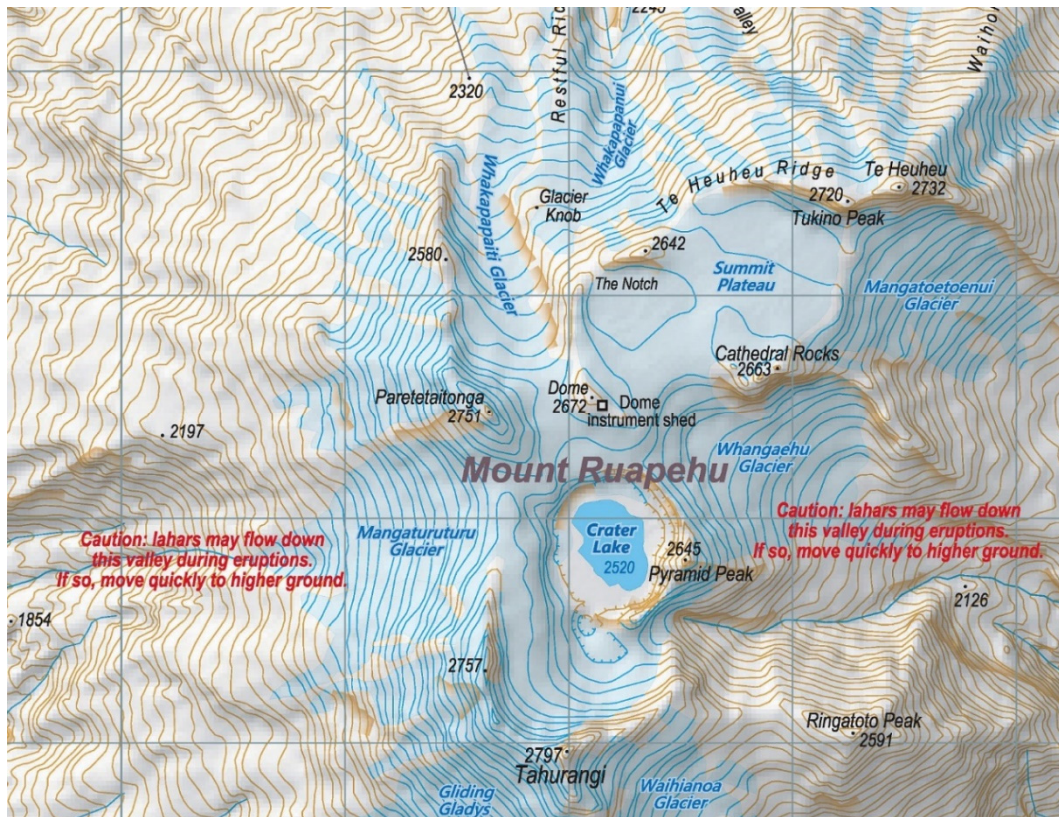 2320
Restful Ri
2245
alley
Waihoh
Whakapapanui
Glacier
Whakapapaiti Glacier
Glacier
Knob
Te Heuheu Ridge
Te Heuheu
2732
2720
Tukino Peak
2642
2580
The Notch
Summit
Plateau
Mangatoetoenui
Glacier
Cathedral Rocks
2663
Paretetaitonga
2751
Dome
2672
Dome
instrument shed
2197
Whangaehu
Glacier
Mount Ruapehu
Caution: lahars may flow down
this valley during eruptions.
If so, move quickly to higher ground.
Mangaturuturu
Glacier
Crater
Lake
2520
2645
Pyramid Peak
Caution: lahars may flow down
this valley during eruptions.
If so, move quickly to higher ground.
2126
1854
2757
Ringatoto Peak
2591
2797
Tahurangi
Gliding
Gladys
Waihianoa
Glacier